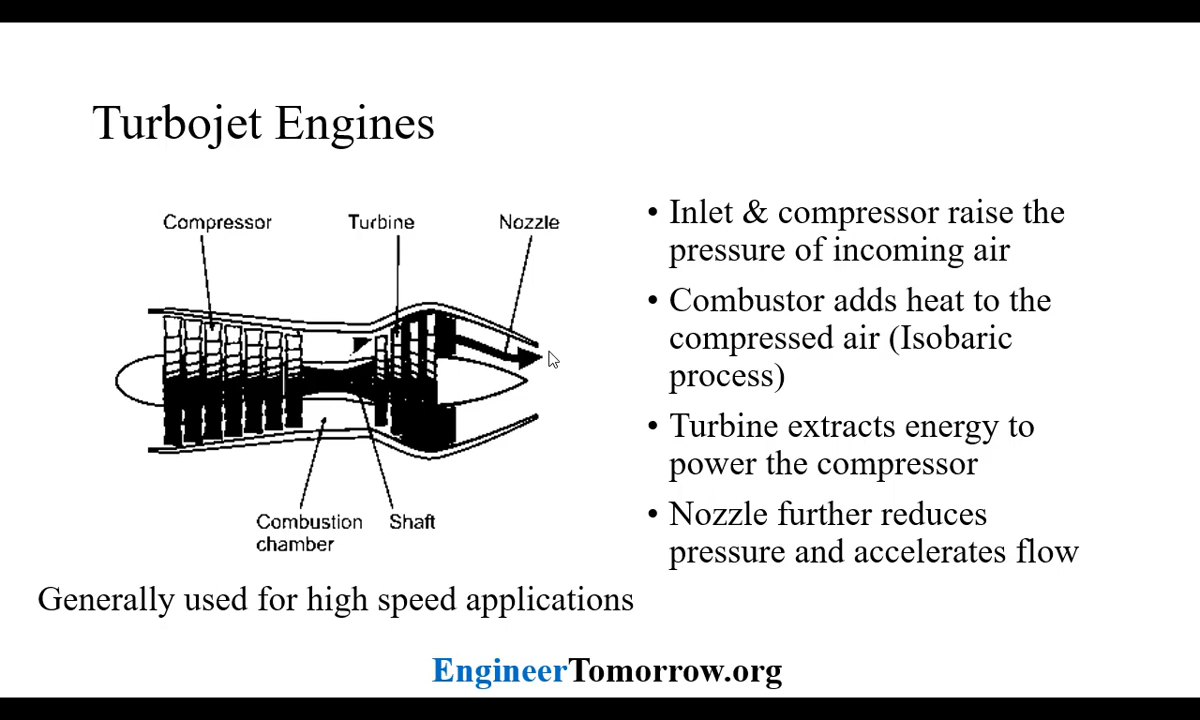 Turbojet Engines
Compressor
Turbine
Nozzle
Combustion
chamber
Shaft
Generally used for high speed applications
• Inlet & compressor raise the
pressure of incoming air
• Combustor adds heat to the
compressed air (Isobaric
process)
• Turbine extracts energy to
power the compressor
• Nozzle further reduces
pressure and accelerates flow
EngineerTomorrow.org